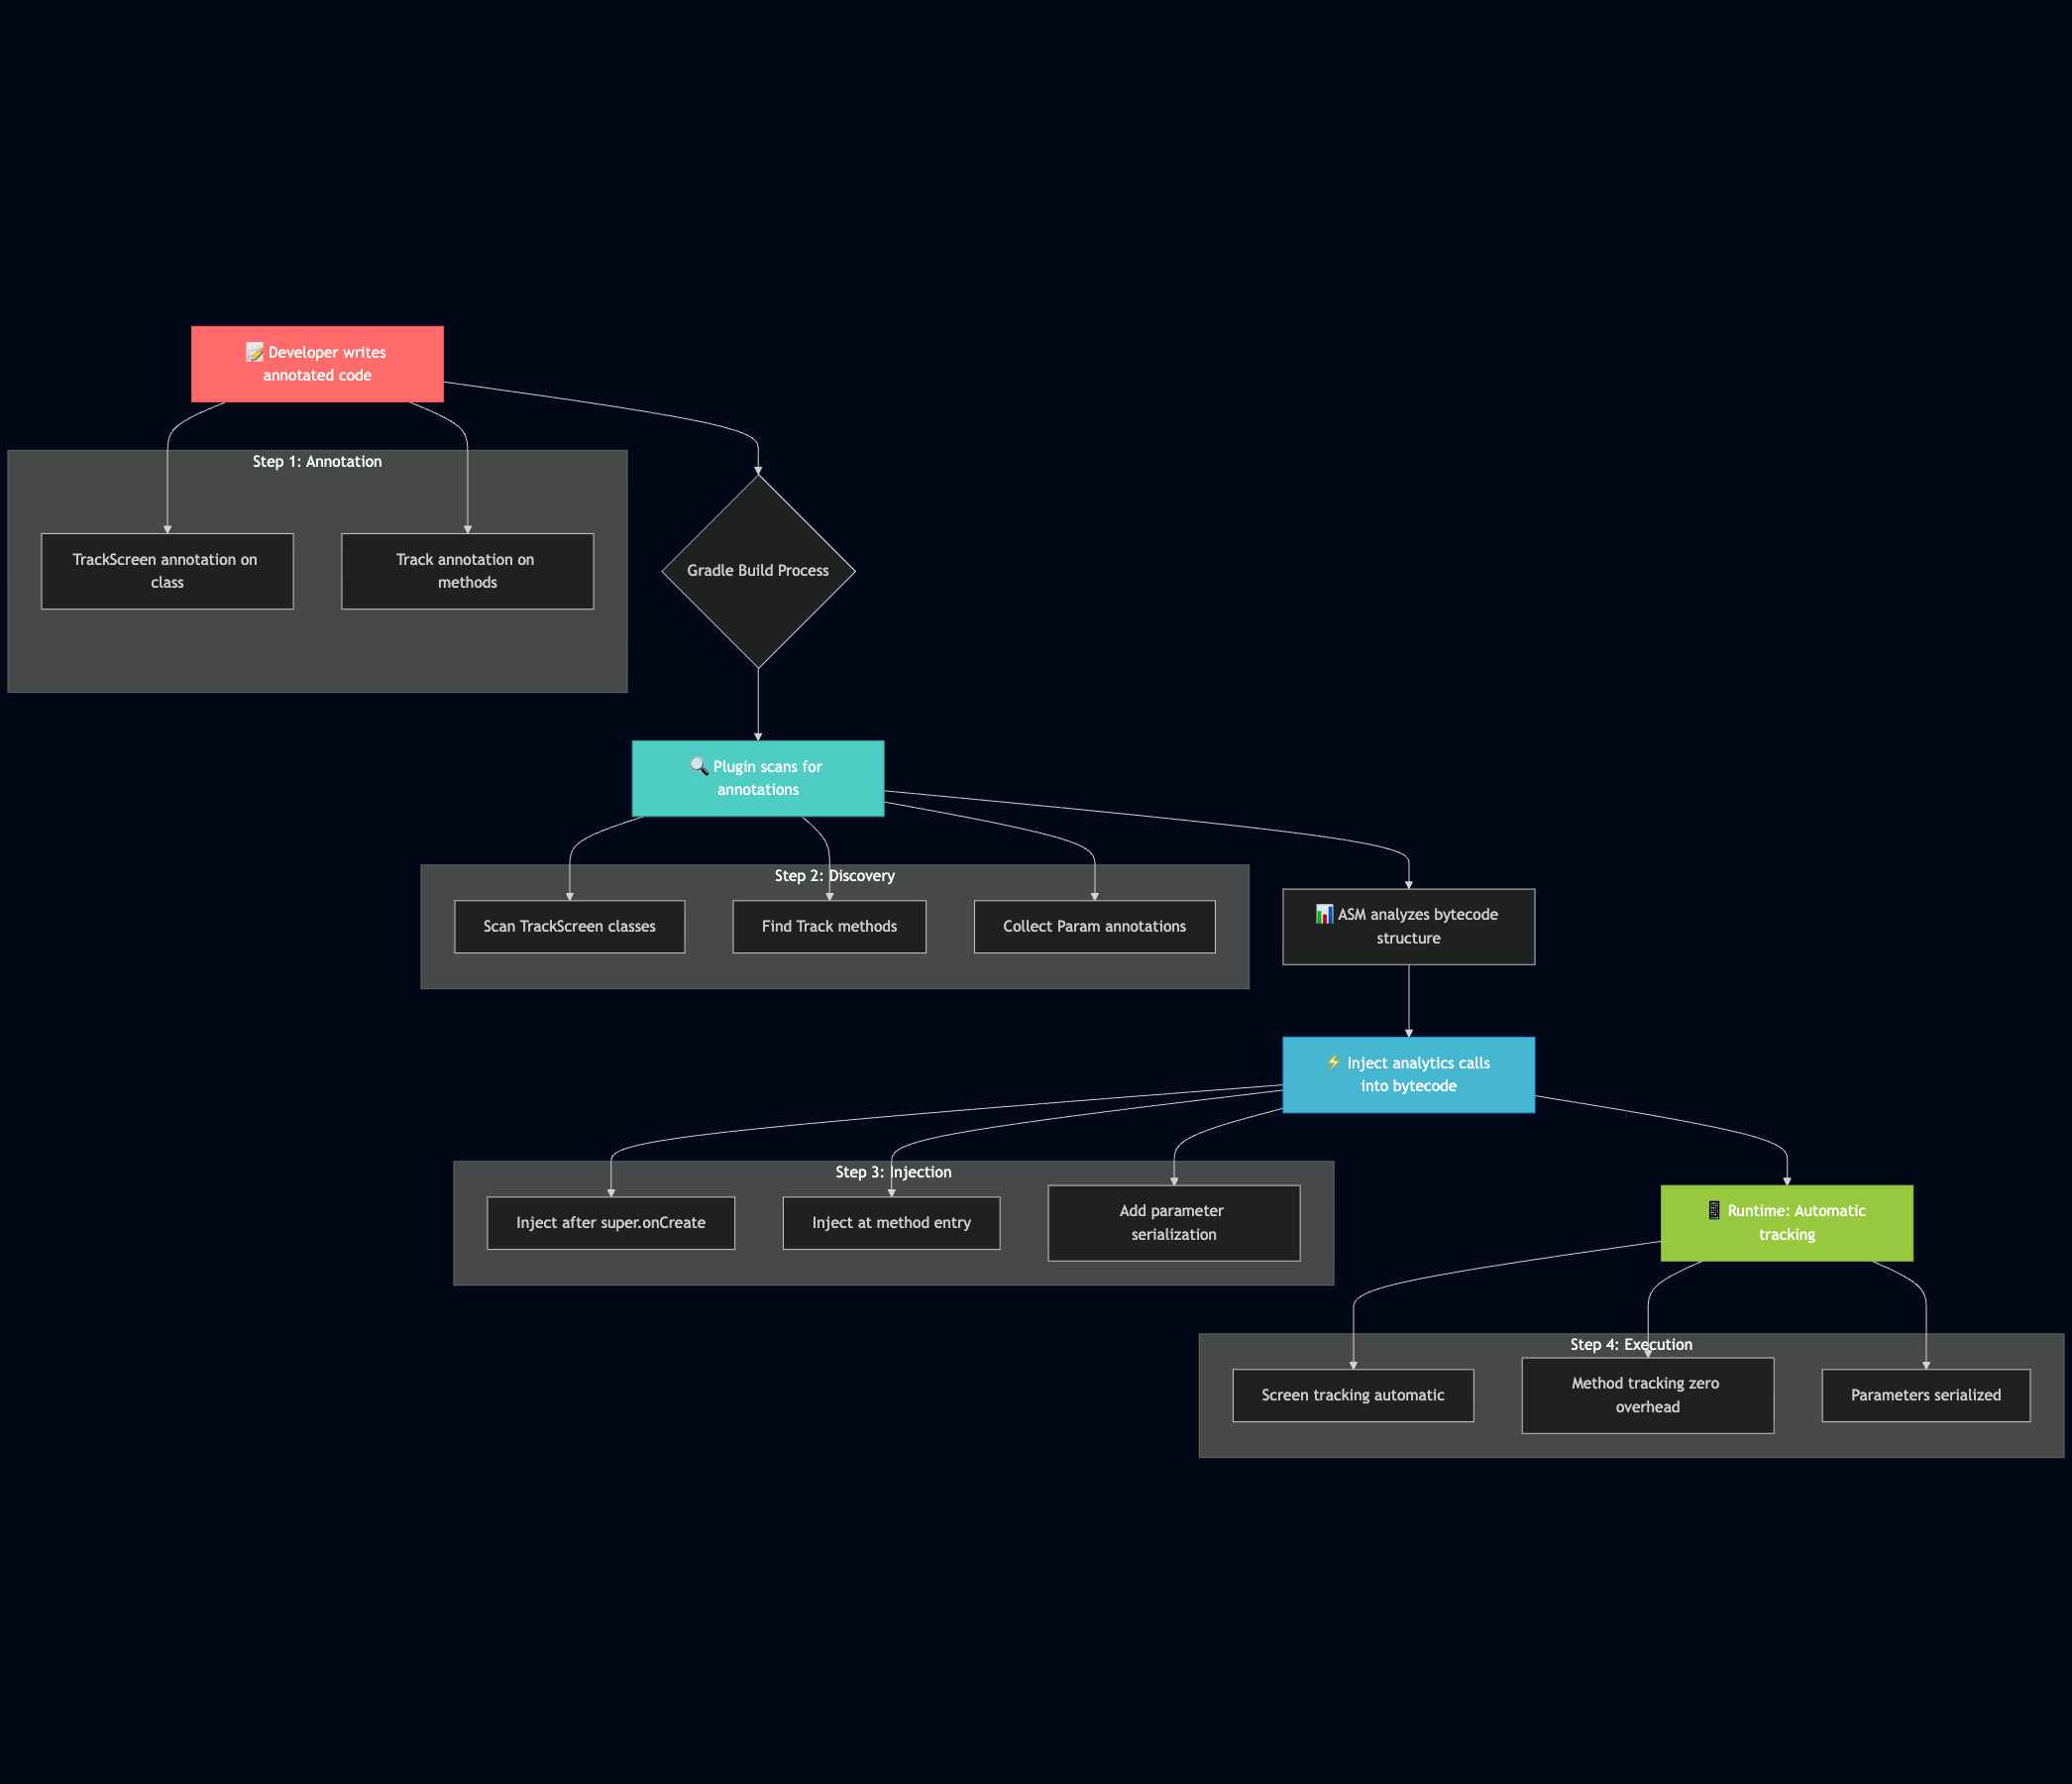 📝 Developer writes
annotated code
Step 1: Annotation
TrackScreen annotation on
class
Track annotation on
methods
Gradle Build Process
🔍 Plugin scans for
annotations
Step 2: Discovery
Scan TrackScreen classes
Find Track methods
Collect Param annotations
📊 ASM analyzes bytecode
structure
⚡ Inject analytics calls
into bytecode
Step 3: Injection
Inject after super.onCreate
Inject at method entry
Add parameter
serialization
📱 Runtime: Automatic
tracking
Step 4: Execution
Screen tracking automatic
Method tracking zero
overhead
Parameters serialized